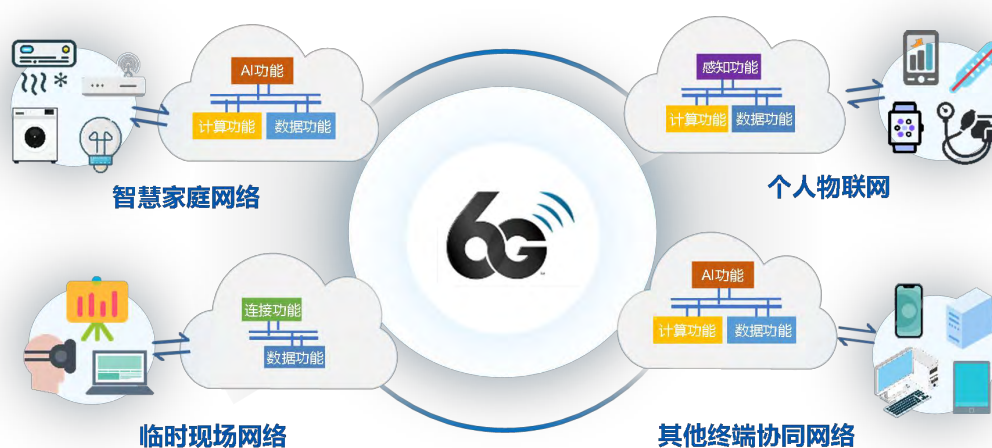 AI功能
计算功能
数据功能
智慧家庭网络
感知功能
计算功能
数据功能
个人物联网
6G
连接功能
数据功能
临时现场网络
AI功能
计算功能
数据功能
其他终端协同网络